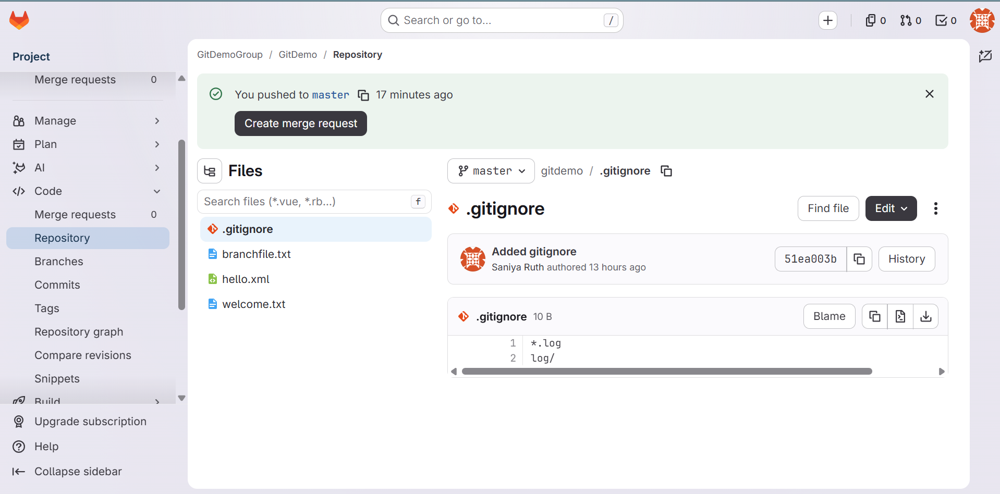 Search or go to...
/
0
0
0
Project
Merge requests 0
Manage
Plan
AI
Code
Merge requests 0
Repository
Branches
Commits
Tags
Repository graph
Compare revisions
Snippets
Build
Upgrade subscription
Help
Collapse sidebar
GitDemoGroup / GitDemo / Repository
You pushed to master 17 minutes ago
Create merge request
Files
Search files (*.vue, *.rb...) f
.gitignore
branchfile.txt
hello.xml
welcome.txt
master gitdemo / .gitignore
.gitignore
Find file
Edit
Added gitignore
Saniya Ruth authored 13 hours ago
51ea003b
History
.gitignore 10 B
Blame
1 *.log
2 log/